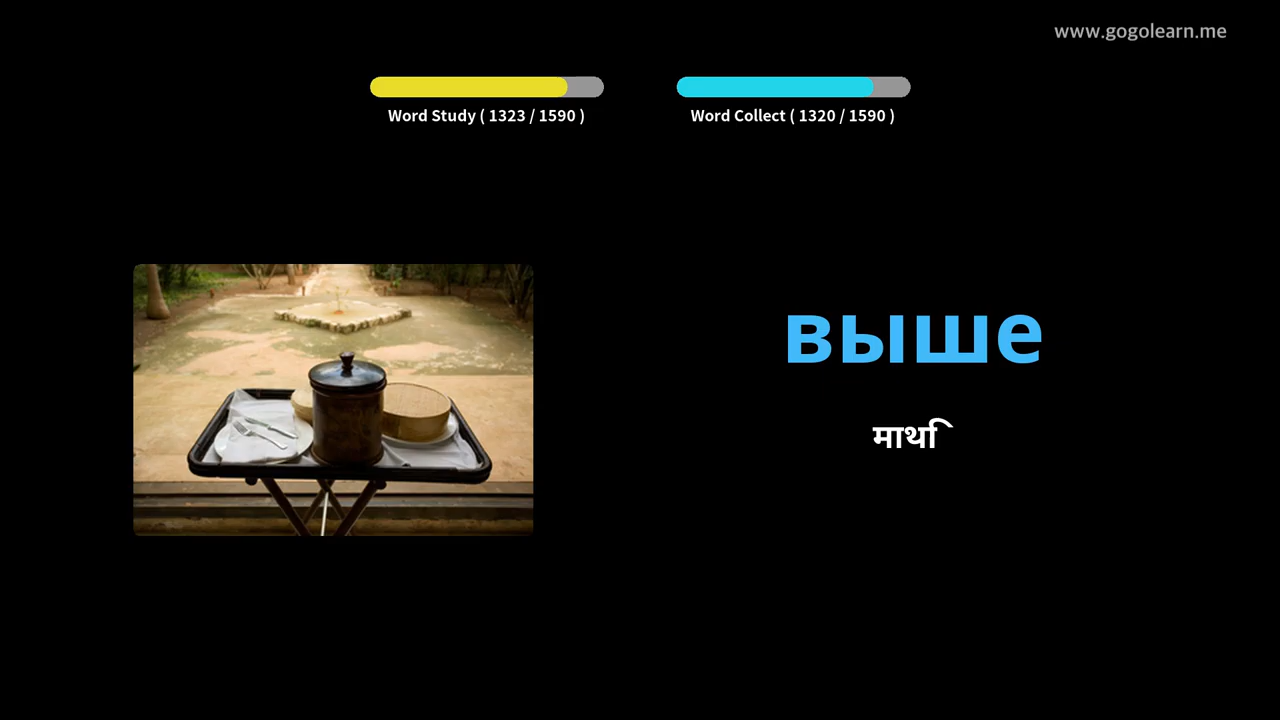 www.gogolearn.me
Word Study ( 1323 / 1590 )
Word Collect ( 1320 / 1590 )
выше
माथि